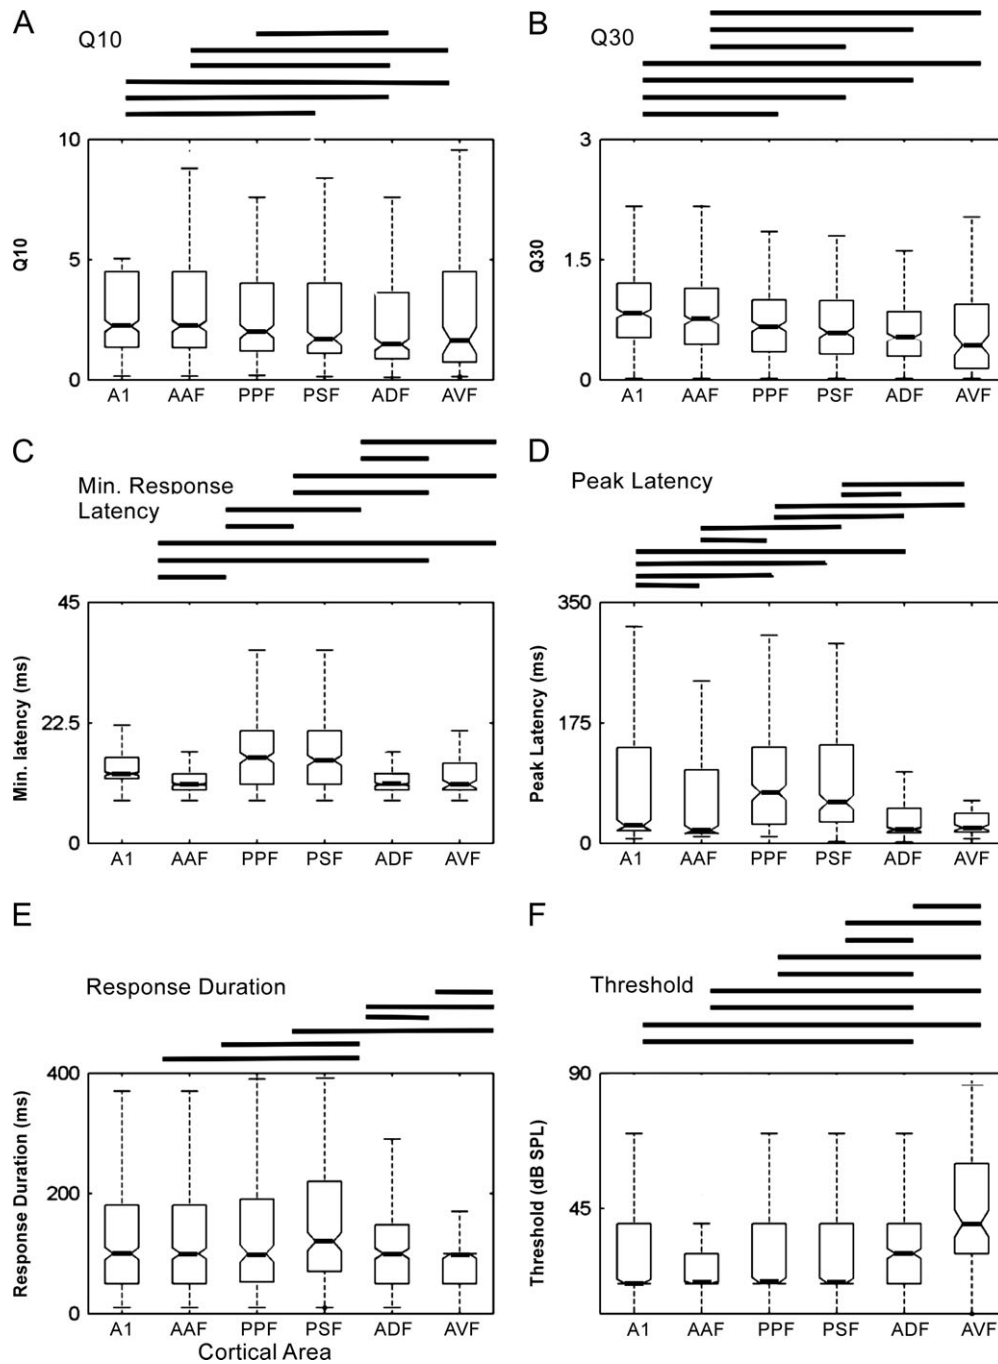 A
Q10
10
5
0
Q10
A1 AAF PPF PSF ADF AVF
B
Q30
3
1.5
0
Q30
A1 AAF PPF PSF ADF AVF
C
Min. Response
Latency
45
22.5
0
Min. latency (ms)
A1 AAF PPF PSF ADF AVF
D
Peak Latency
350
175
0
Peak Latency (ms)
A1 AAF PPF PSF ADF AVF
E
Response Duration
400
200
0
Response Duration (ms)
A1 AAF PPF PSF ADF AVF
Cortical Area
F
Threshold
90
45
Threshold (dB SPL)
A1 AAF PPF PSF ADF AVF